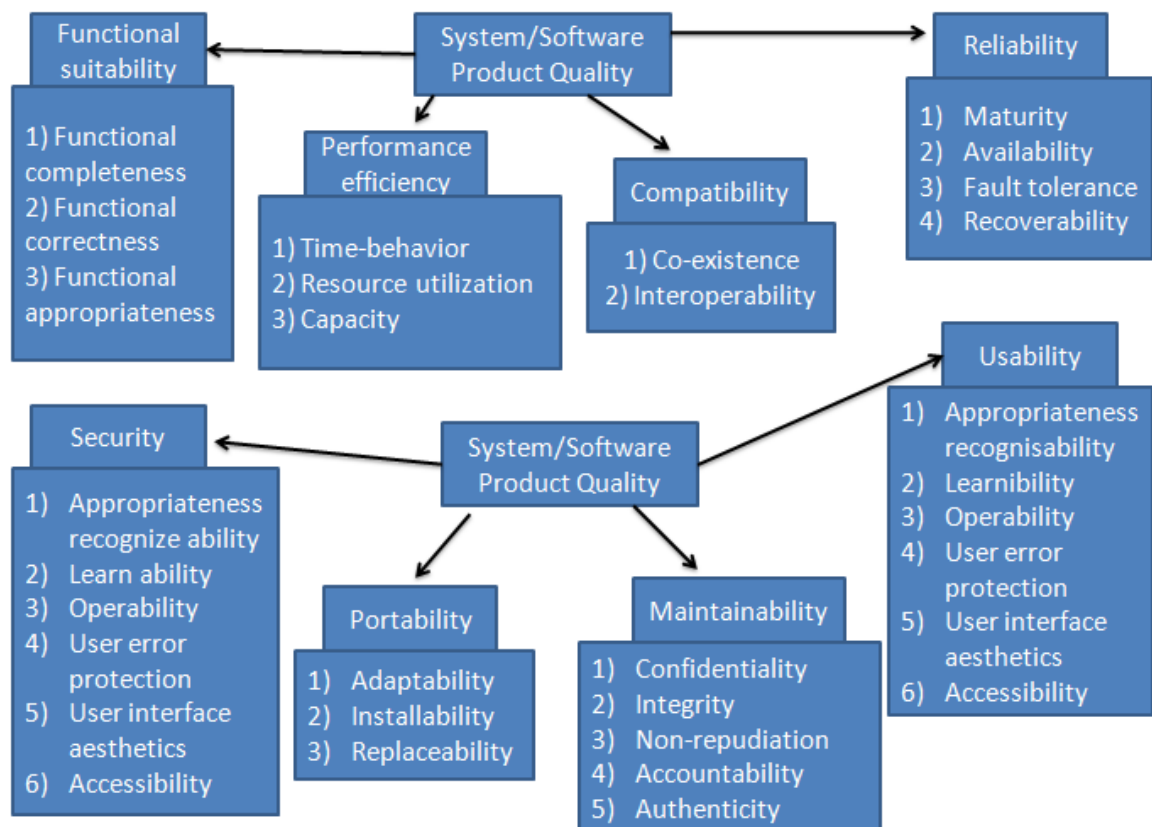 Functional
suitability
1) Functional
completeness
2) Functional
correctness
3) Functional
appropriateness
System/Software
Product Quality
Performance
efficiency
1) Time-behavior
2) Resource utilization
3) Capacity
Compatibility
1) Co-existence
2) Interoperability
Reliability
1) Maturity
2) Availability
3) Fault tolerance
4) Recoverability
Security
1) Appropriateness
recognize ability
2) Learn ability
3) Operability
4) User error
protection
5) User interface
aesthetics
6) Accessibility
System/Software
Product Quality
Portability
1) Adaptability
2) Installability
3) Replaceability
Maintainability
1) Confidentiality
2) Integrity
3) Non-repudiation
4) Accountability
5) Authenticity
Usability
1) Appropriateness
recognisability
2) Learnibility
3) Operability
4) User error
protection
5) User interface
aesthetics
6) Accessibility